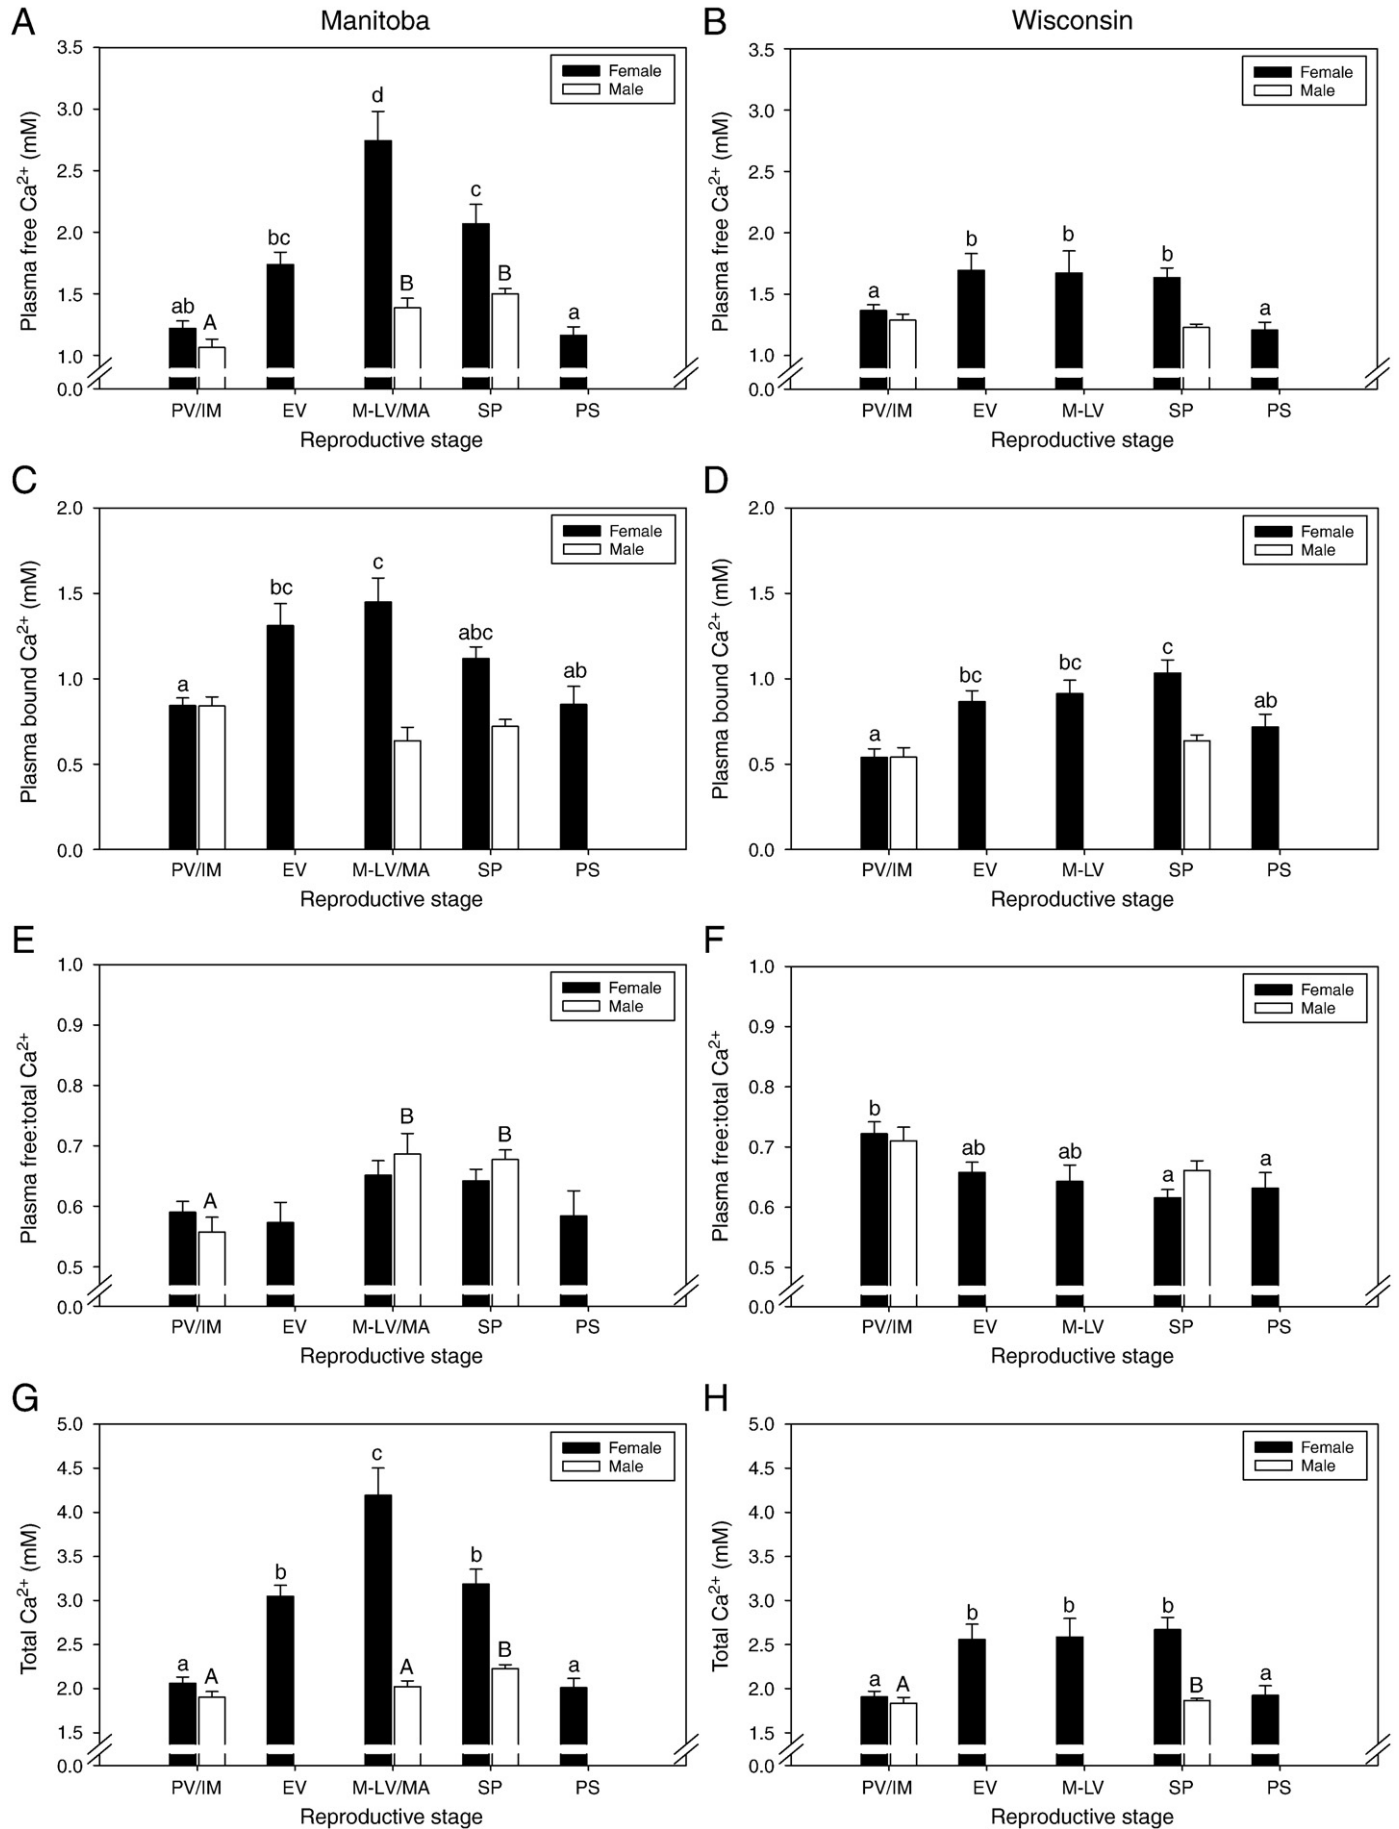 A Manitoba
3.5
3.0
2.5
2.0
1.5
1.0
0.0
Plasma free Ca2+ (mM)
Female
Male
ab A bc d B c B a
PV/IM EV M-LV/MA SP PS
Reproductive stage
B Wisconsin
3.5
3.0
2.5
2.0
1.5
1.0
0.0
Plasma free Ca2+ (mM)
Female
Male
a b b b a
PV/IM EV M-LV SP PS
Reproductive stage
C
2.0
1.5
1.0
0.5
0.0
Plasma bound Ca2+ (mM)
Female
Male
a bc c abc ab
PV/IM EV M-LV/MA SP PS
Reproductive stage
D
2.0
1.5
1.0
0.5
0.0
Plasma bound Ca2+ (mM)
Female
Male
a bc bc c ab
PV/IM EV M-LV SP PS
Reproductive stage
E
1.0
0.9
0.8
0.7
0.6
0.5
0.0
Plasma free:total Ca2+
Female
Male
A B B
PV/IM EV M-LV/MA SP PS
Reproductive stage
F
1.0
0.9
0.8
0.7
0.6
0.5
0.0
Plasma free:total Ca2+
Female
Male
b ab ab a a
PV/IM EV M-LV SP PS
Reproductive stage
G
5.0
4.5
4.0
3.5
3.0
2.5
2.0
1.5
0.0
Total Ca2+ (mM)
Female
Male
a A b c A b B a
PV/IM EV M-LV/MA SP PS
Reproductive stage
H
5.0
4.5
4.0
3.5
3.0
2.5
2.0
1.5
0.0
Total Ca2+ (mM)
Female
Male
a A b b b B a
PV/IM EV M-LV SP PS
Reproductive stage